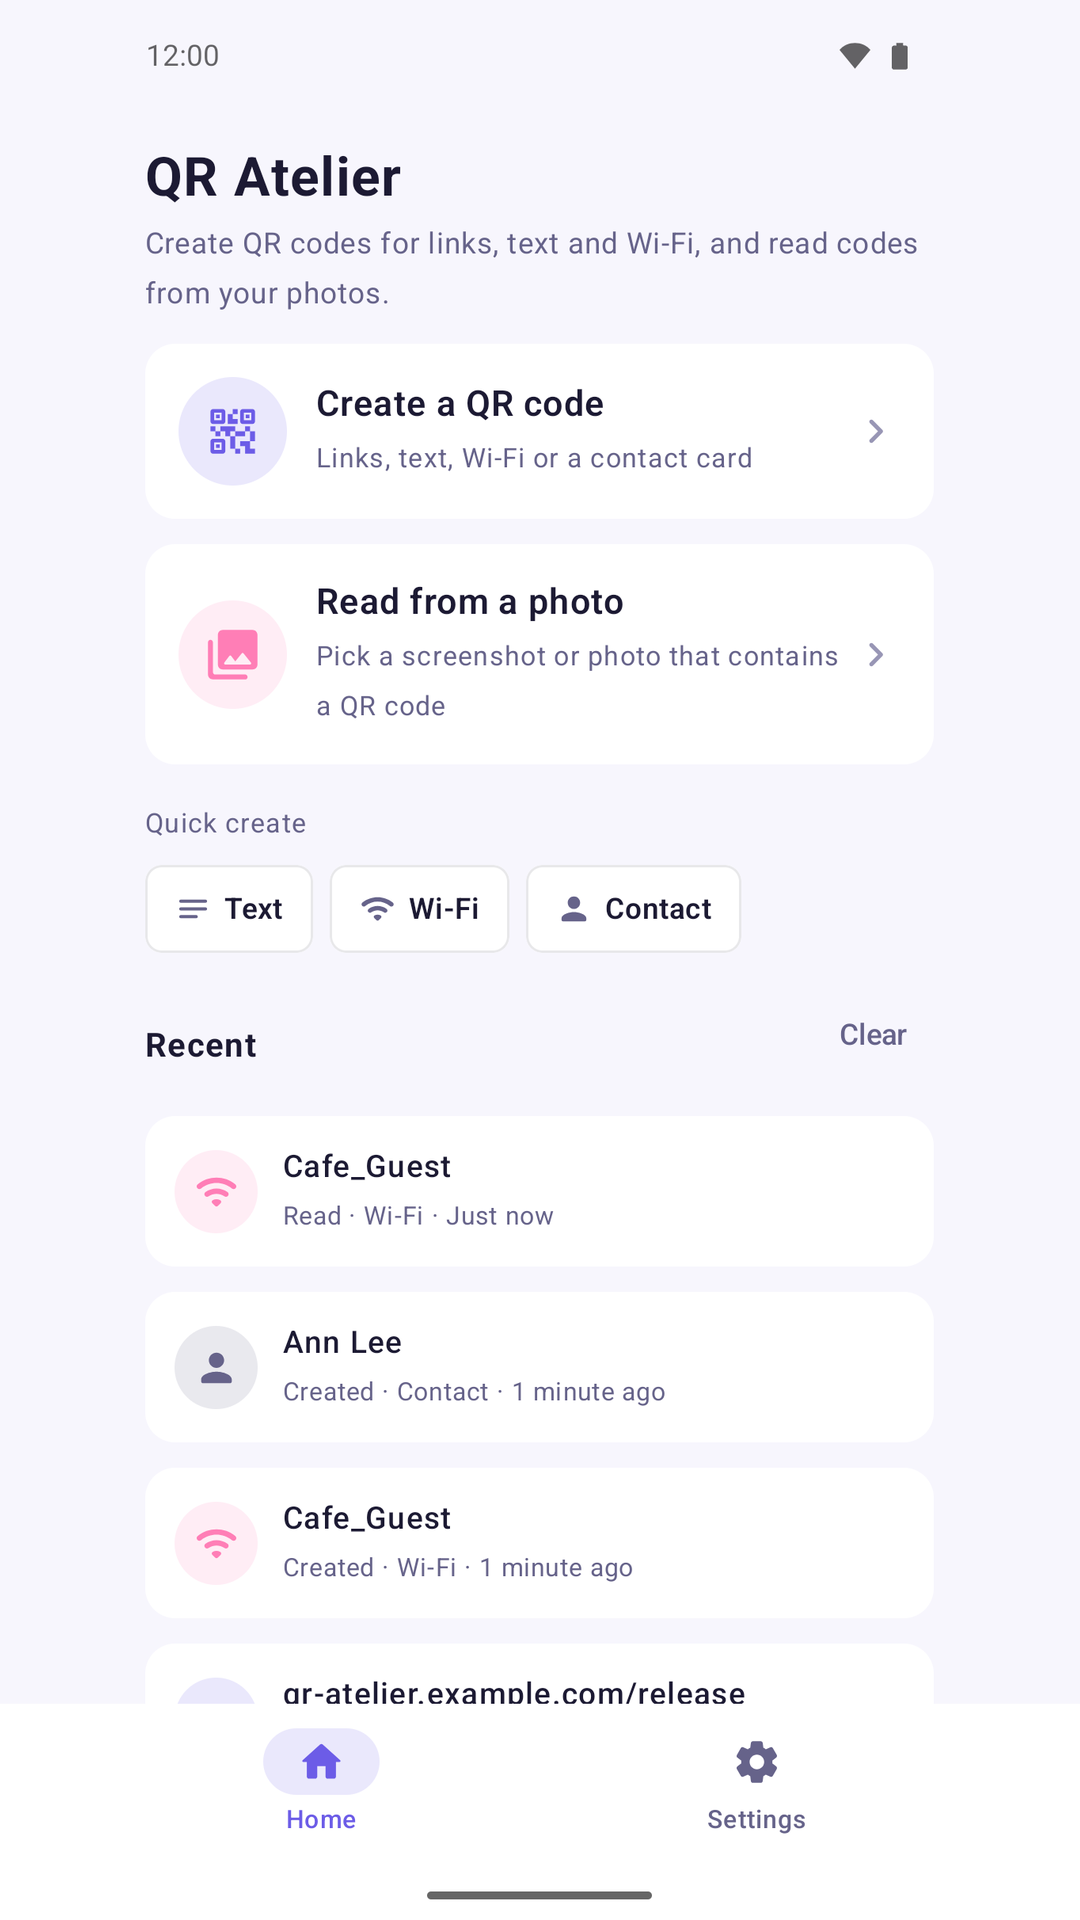 12:00
QR Atelier
Create QR codes for links, text and Wi-Fi, and read codes
from your photos.
Create a QR code
Links, text, Wi-Fi or a contact card
Read from a photo
Pick a screenshot or photo that contains
a QR code
Quick create
Text
Wi-Fi
Contact
Recent
Clear
Cafe_Guest
Read · Wi-Fi · Just now
Ann Lee
Created · Contact · 1 minute ago
Cafe_Guest
Created · Wi-Fi · 1 minute ago
qr-atelier.example.com/release
Home
Settings